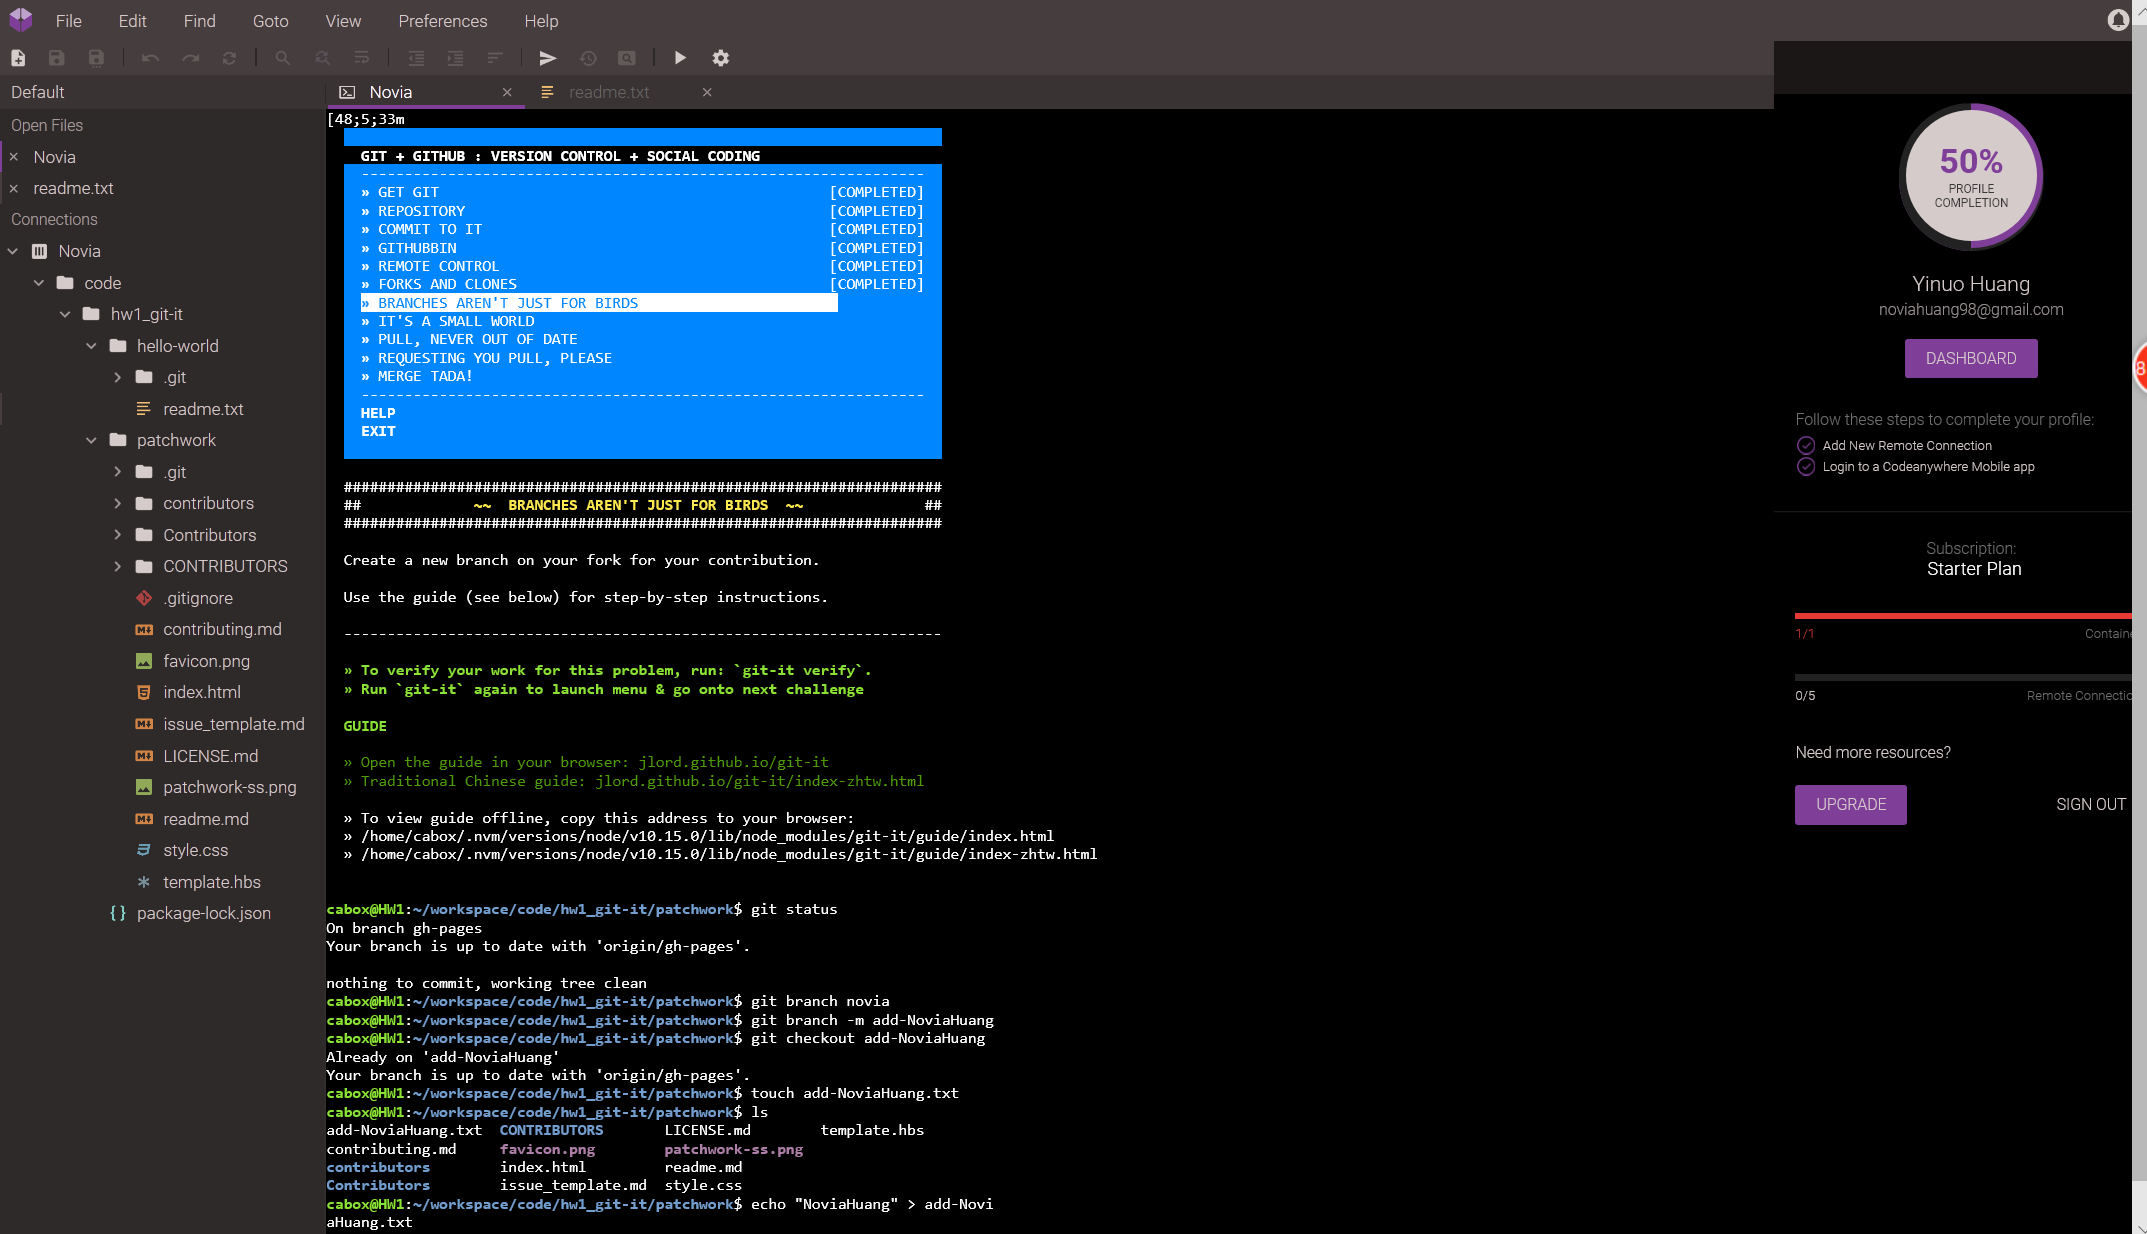 File Edit Find Goto View Preferences Help
Default
Novia
readme.txt
Open Files
Novia
readme.txt
Connections
Novia
code
hw1_git-it
hello-world
.git
readme.txt
patchwork
.git
contributors
Contributors
CONTRIBUTORS
.gitignore
contributing.md
favicon.png
index.html
issue_template.md
LICENSE.md
patchwork-ss.png
readme.md
style.css
template.hbs
package-lock.json
[48;5;33m
GIT + GITHUB : VERSION CONTROL + SOCIAL CODING
-----------------------------------------------------------------
» GET GIT [COMPLETED]
» REPOSITORY [COMPLETED]
» COMMIT TO IT [COMPLETED]
» GITHUBBIN [COMPLETED]
» REMOTE CONTROL [COMPLETED]
» FORKS AND CLONES [COMPLETED]
» BRANCHES AREN'T JUST FOR BIRDS
» IT'S A SMALL WORLD
» PULL, NEVER OUT OF DATE
» REQUESTING YOU PULL, PLEASE
» MERGE TADA!
-----------------------------------------------------------------
HELP
EXIT
#####################################################################
## ~~ BRANCHES AREN'T JUST FOR BIRDS ~~ ##
#####################################################################
Create a new branch on your fork for your contribution.
Use the guide (see below) for step-by-step instructions.
---------------------------------------------------------------------
» To verify your work for this problem, run: `git-it verify`.
» Run `git-it` again to launch menu & go onto next challenge
GUIDE
» Open the guide in your browser: jlord.github.io/git-it
» Traditional Chinese guide: jlord.github.io/git-it/index-zhtw.html
» To view guide offline, copy this address to your browser:
» /home/cabox/.nvm/versions/node/v10.15.0/lib/node_modules/git-it/guide/index.html
» /home/cabox/.nvm/versions/node/v10.15.0/lib/node_modules/git-it/guide/index-zhtw.html
cabox@HW1:~/workspace/code/hw1_git-it/patchwork$ git status
On branch gh-pages
Your branch is up to date with 'origin/gh-pages'.
nothing to commit, working tree clean
cabox@HW1:~/workspace/code/hw1_git-it/patchwork$ git branch novia
cabox@HW1:~/workspace/code/hw1_git-it/patchwork$ git branch -m add-NoviaHuang
cabox@HW1:~/workspace/code/hw1_git-it/patchwork$ git checkout add-NoviaHuang
Already on 'add-NoviaHuang'
Your branch is up to date with 'origin/gh-pages'.
cabox@HW1:~/workspace/code/hw1_git-it/patchwork$ touch add-NoviaHuang.txt
cabox@HW1:~/workspace/code/hw1_git-it/patchwork$ ls
add-NoviaHuang.txt CONTRIBUTORS LICENSE.md template.hbs
contributing.md favicon.png patchwork-ss.png
contributors index.html readme.md
Contributors issue_template.md style.css
cabox@HW1:~/workspace/code/hw1_git-it/patchwork$ echo "NoviaHuang" > add-Novi
aHuang.txt
50%
PROFILE
COMPLETION
Yinuo Huang
noviahuang98@gmail.com
DASHBOARD
8
Follow these steps to complete your profile:
Add New Remote Connection
Login to a Codeanywhere Mobile app
Subscription:
Starter Plan
1/1 Containe
0/5 Remote Connectio
Need more resources?
UPGRADE SIGN OUT